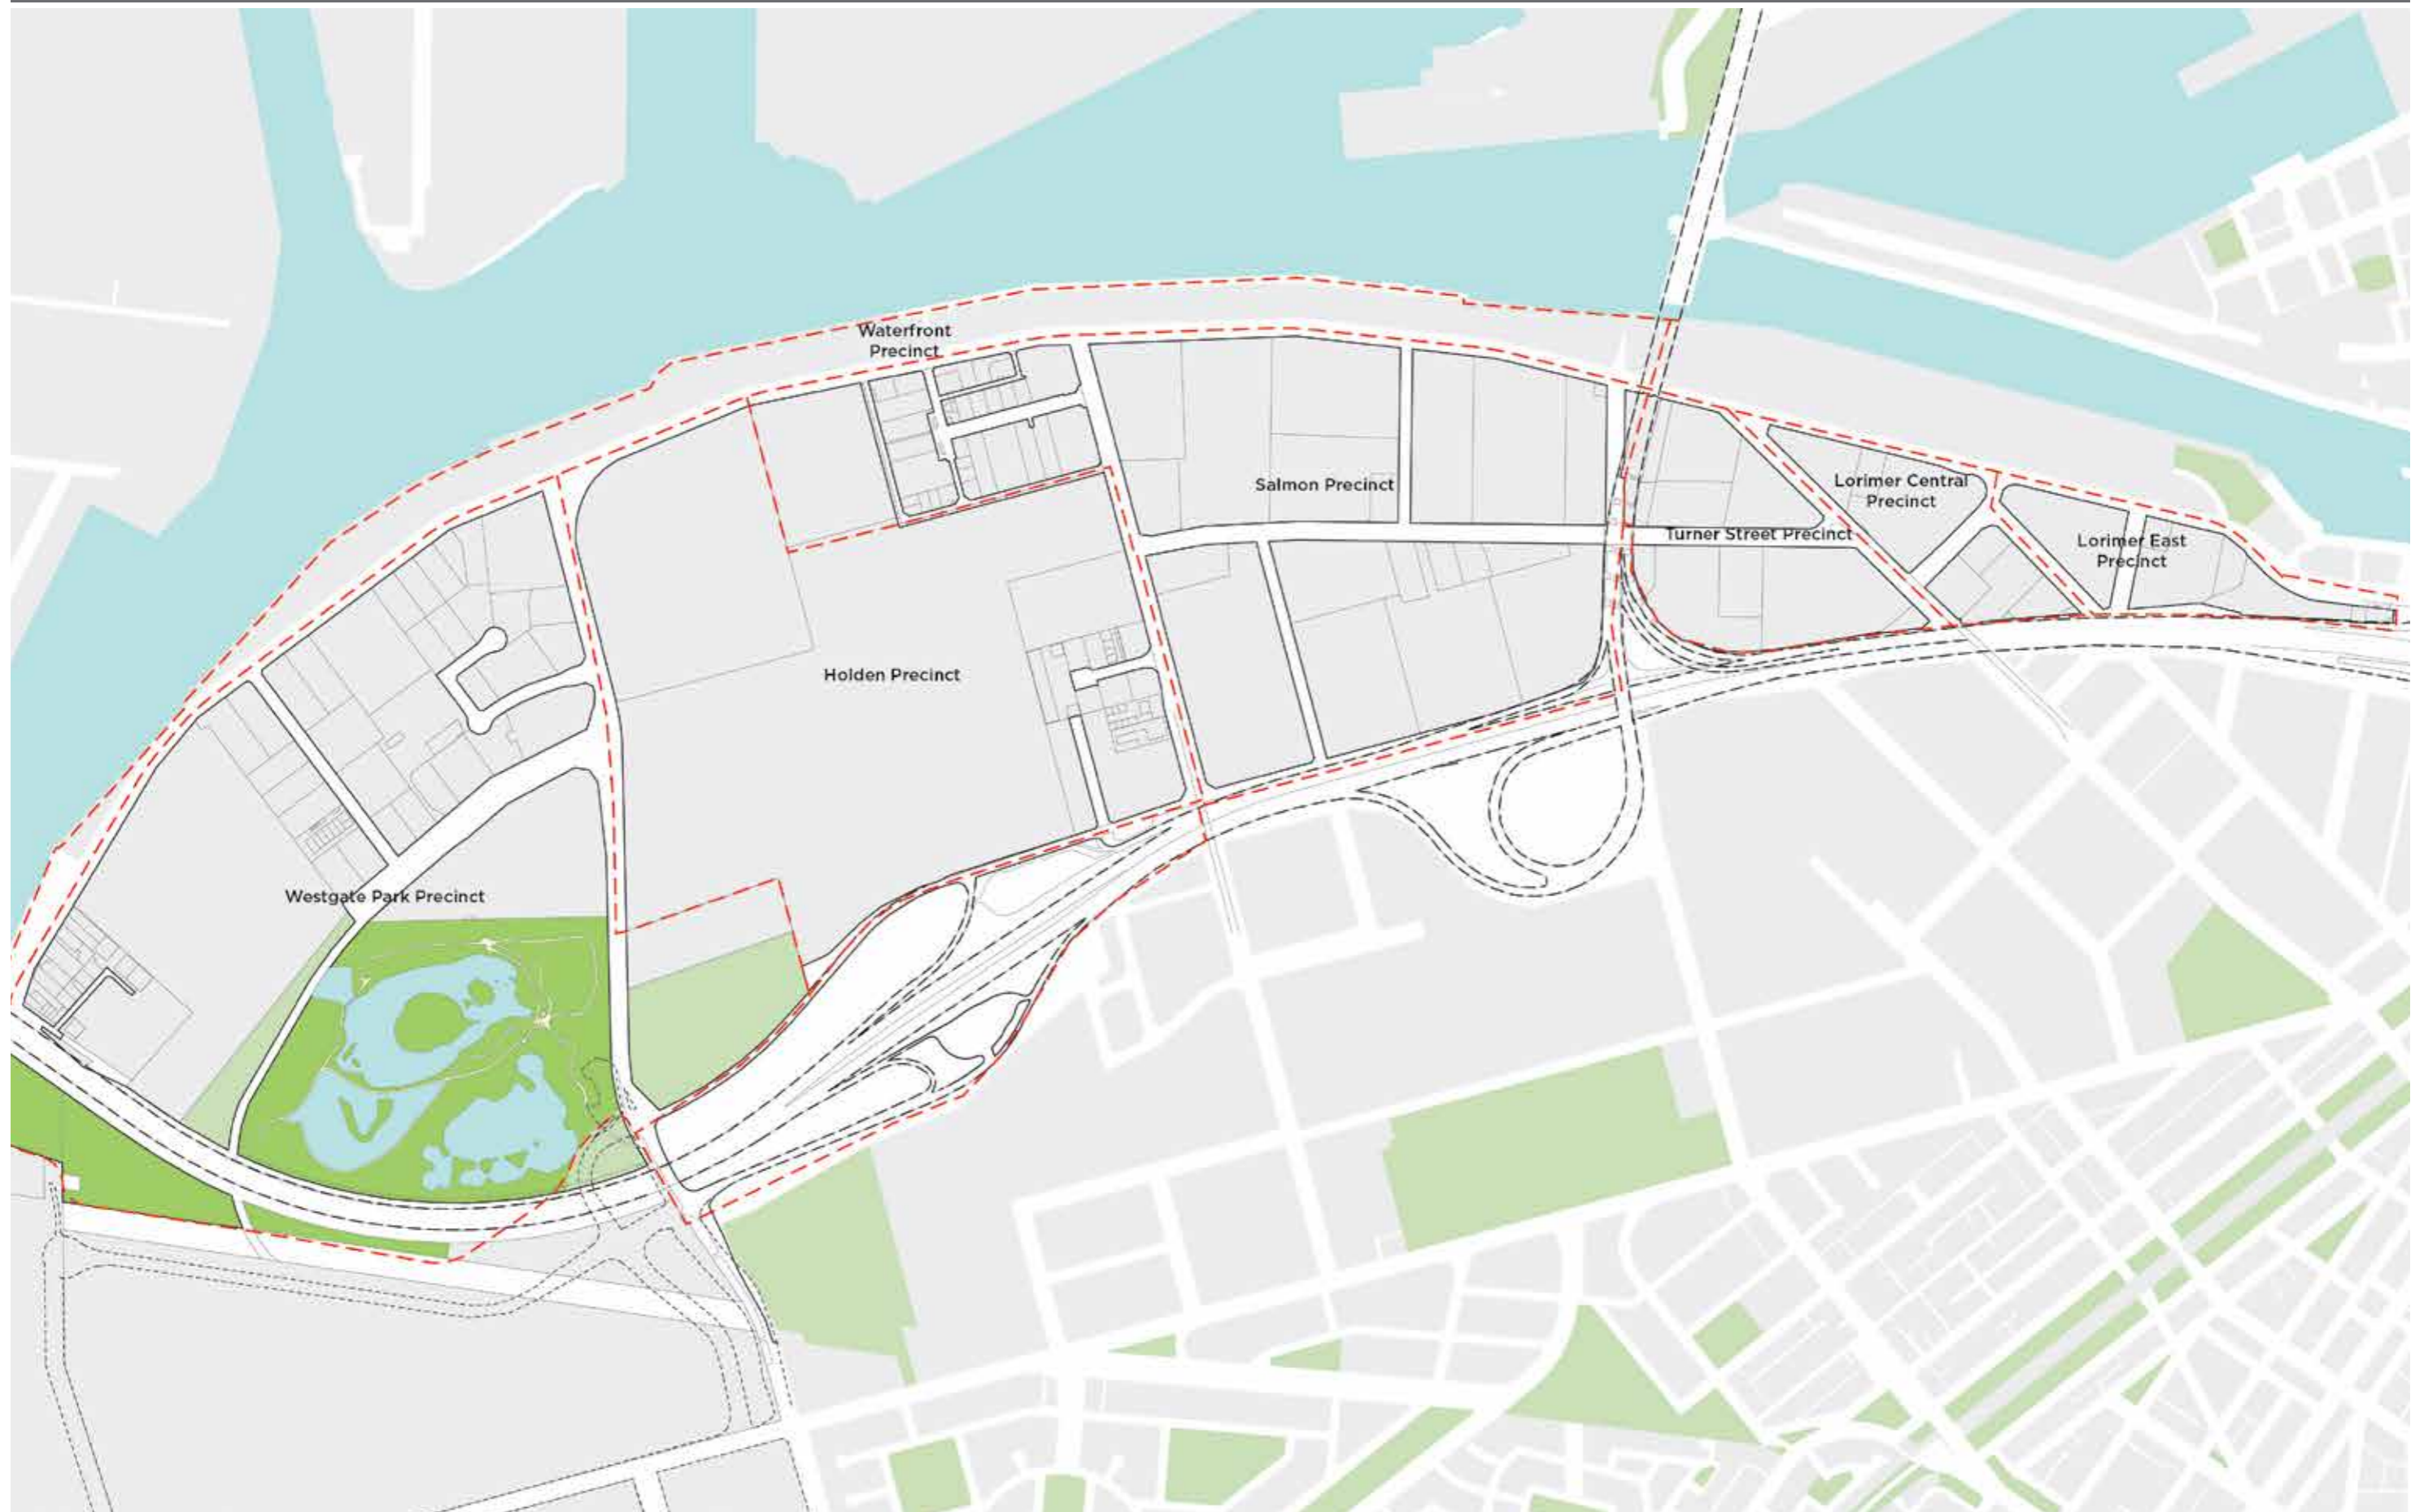 Waterfront
Precinct
Salmon Precinct
Lorimer Central
Precinct
Turner Street Precinct
Lorimer East
Precinct
Holden Precinct
Westgate Park Precinct